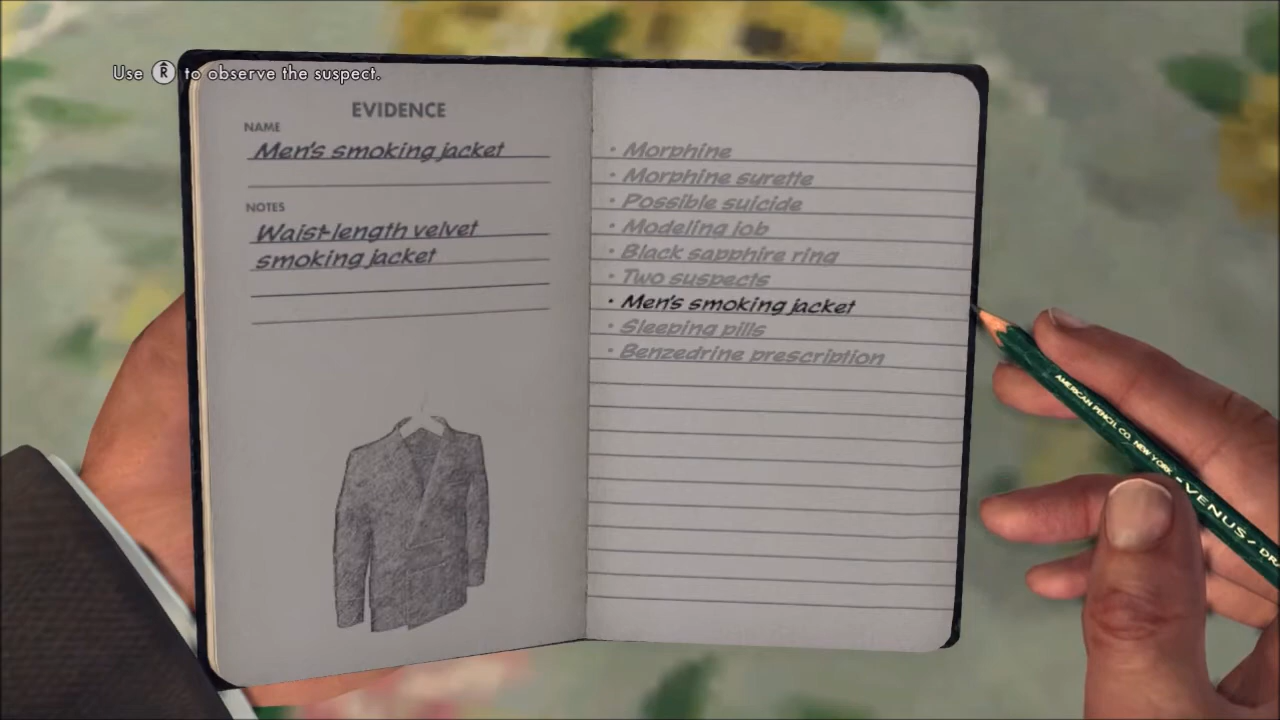 Use R to observe the suspect.
EVIDENCE
NAME
Men's smoking jacket
NOTES
Waist-length velvet
smoking jacket
• Morphine
• Morphine syrette
• Possible suicide
• Modeling job
• Black sapphire ring
• Two suspects
• Men's smoking jacket
• Sleeping pills
• Benzedrine prescription
AMERICAN PENCIL CO. NEW YORK
VENUS